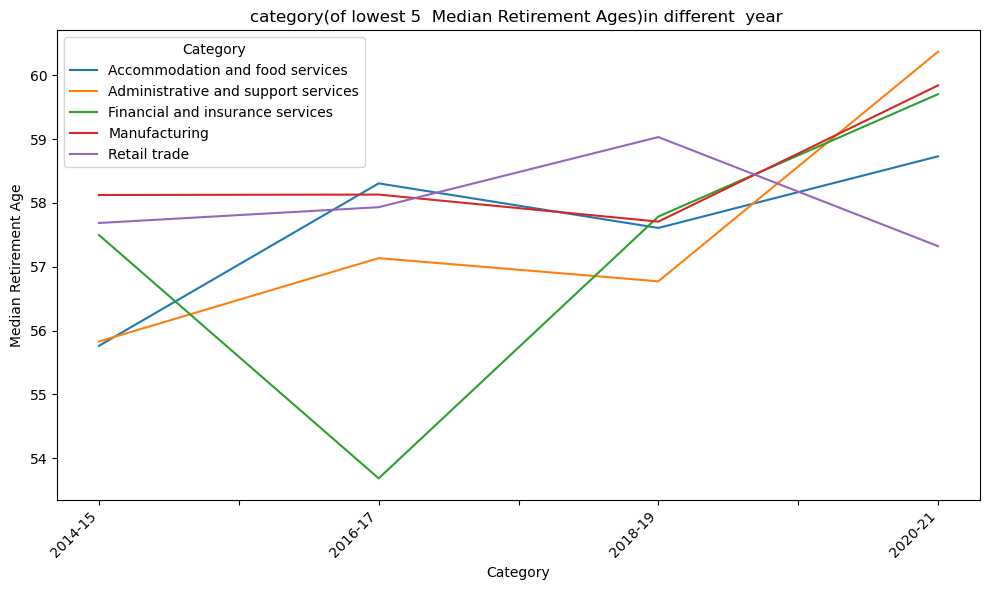 category(of lowest 5  Median Retirement Ages)in different  year
Category
Accommodation and food services
Administrative and support services
Financial and insurance services
Manufacturing
Retail trade
Median Retirement Age
60
59
58
57
56
55
54
2014-15
2016-17
2018-19
2020-21
Category